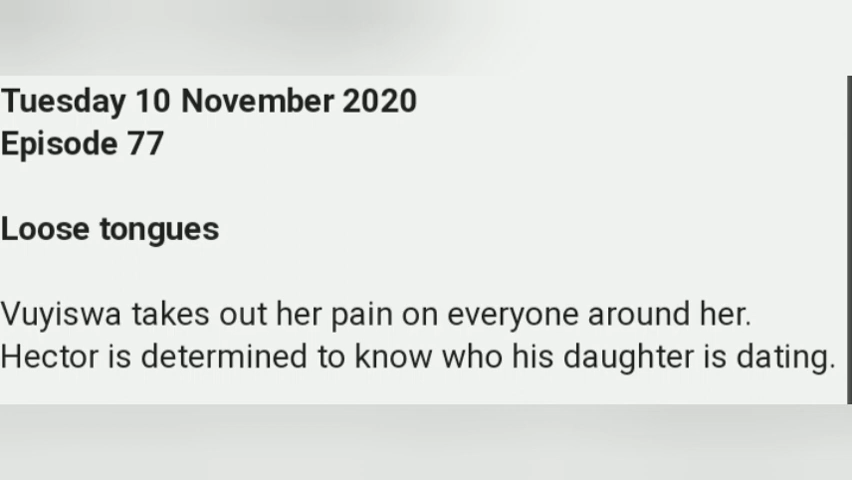 Tuesday 10 November 2020
Episode 77
Loose tongues
Vuyiswa takes out her pain on everyone around her.
Hector is determined to know who his daughter is dating.